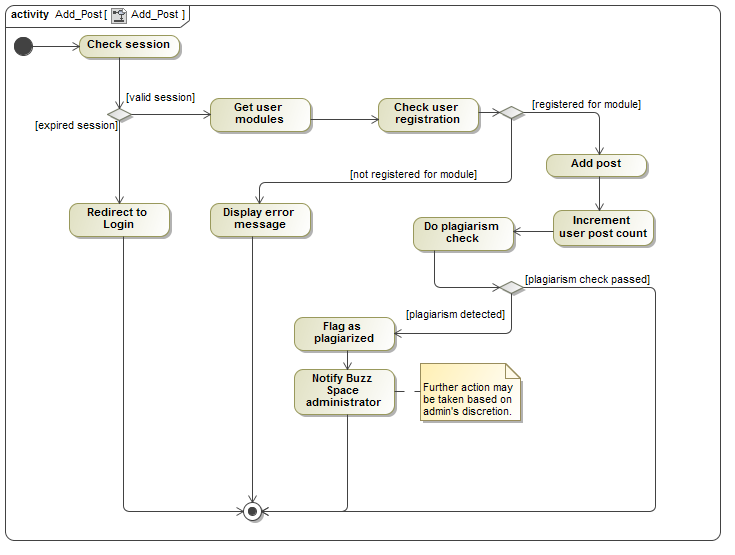 activity Add_Post [ Add_Post ]
Check session
[valid session]
[expired session]
Get user
modules
Check user
registration
[registered for module]
[not registered for module]
Add post
Redirect to
Login
Display error
message
Do plagiarism
check
Increment
user post count
[plagiarism check passed]
[plagiarism detected]
Flag as
plagiarized
Notify Buzz
Space
administrator
Further action may
be taken based on
admin's discretion.